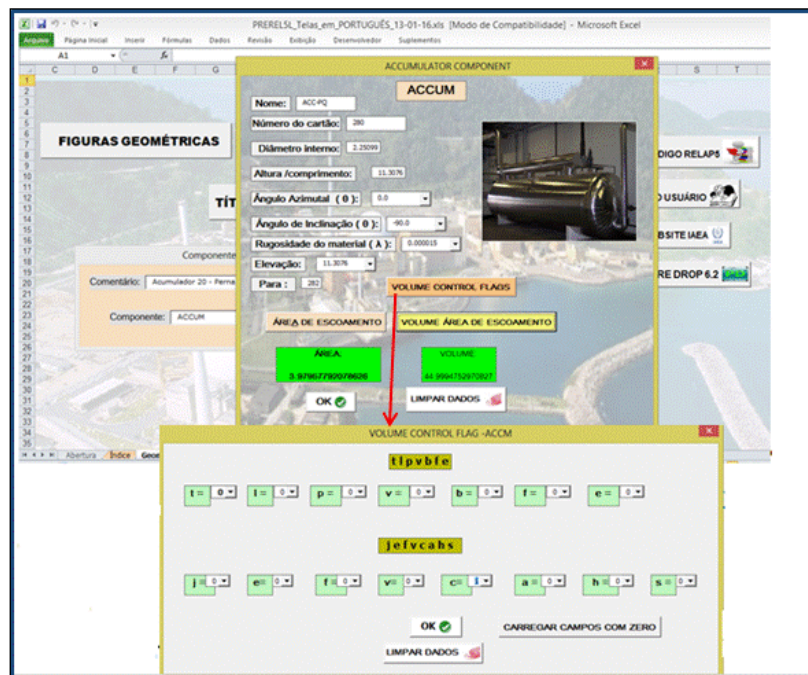 PRERELSL_Telas_em_PORTUGUÊS_13-01-16.xls [Modo de Compatibilidade] - Microsoft Excel
Arquivo Página Inicial Inserir Fórmulas Dados Revisão Exibição Desenvolvedor Suplementos
A1 fx
C D E F G S T
ACCUMULATOR COMPONENT
ACCUM
Nome: ACC-PQ
Número do cartão: 280
Diâmetro interno: 2.25099
Altura /comprimento: 11.3076
Ângulo Azimutal ( θ ): 0.0
Ângulo de Inclinação ( θ ): -90.0
Rugosidade do material ( λ ): 0.000015
Elevação: 11.3076
Para : 282
VOLUME CONTROL FLAGS
ÁREA DE ESCOAMENTO VOLUME ÁREA DE ESCOAMENTO
ÁREA: VOLUME:
3.97957792078626 44.9994752970827
OK LIMPAR DADOS
FIGURAS GEOMÉTRICAS
TÍT
Componente
Comentário: Acumulador 20 - Perne
Componente: ACCUM
DIGO RELAP5
O USUÁRIO
BSITE IAEA
RE DROP 6.2
Abertura Índice Geo
VOLUME CONTROL FLAG -ACCM
t l p v b f e
t = 0 l = 0 p = 0 v = 0 b = 0 f = 0 e = 0
j e f v c a h s
j = 0 e= 0 f = 0 v= 0 c= 1 a = 0 h = 0 s = 0
OK CARREGAR CAMPOS COM ZERO
LIMPAR DADOS